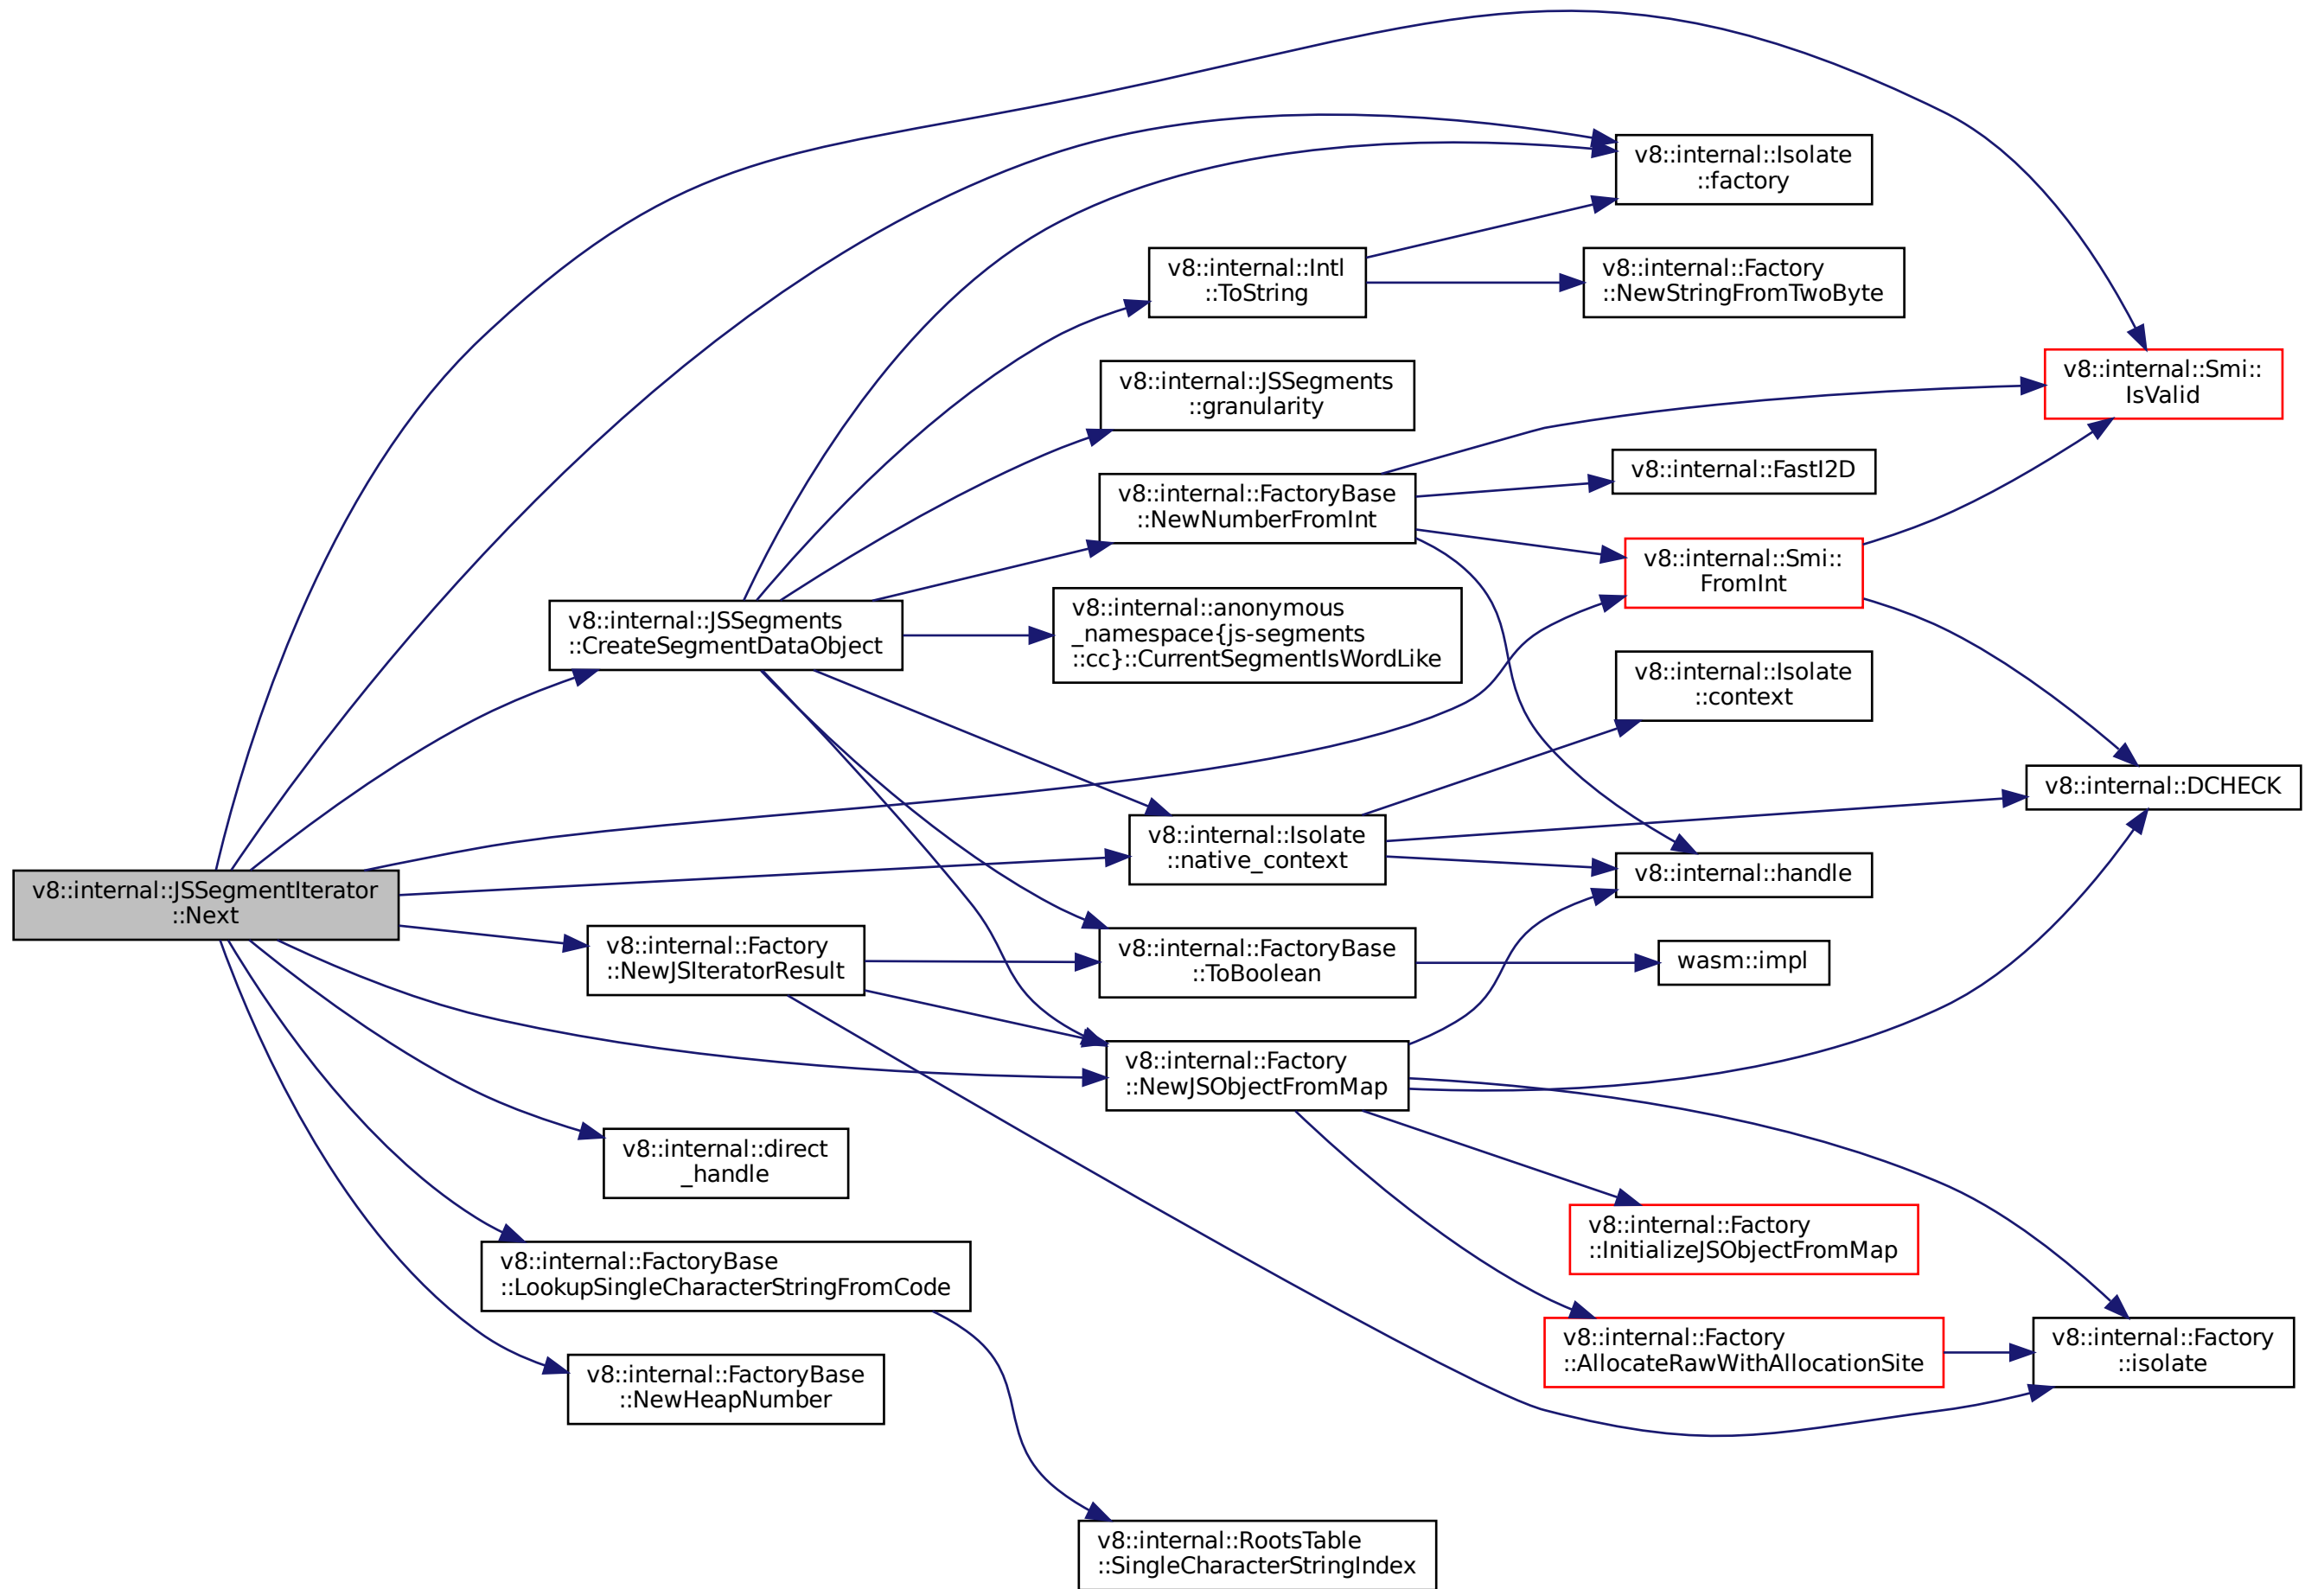 v8::internal::Isolate
::factory
v8::internal::Intl
::ToString
v8::internal::Factory
::NewStringFromTwoByte
v8::internal::Smi::
IsValid
v8::internal::JSSegments
::granularity
v8::internal::FactoryBase
::NewNumberFromInt
v8::internal::FastI2D
v8::internal::Smi::
FromInt
v8::internal::JSSegments
::CreateSegmentDataObject
v8::internal::anonymous
_namespace{js-segments
::cc}::CurrentSegmentIsWordLike
v8::internal::Isolate
::context
v8::internal::DCHECK
v8::internal::Isolate
::native_context
v8::internal::handle
v8::internal::JSSegmentIterator
::Next
v8::internal::Factory
::NewJSIteratorResult
v8::internal::FactoryBase
::ToBoolean
wasm::impl
v8::internal::Factory
::NewJSObjectFromMap
v8::internal::direct
_handle
v8::internal::Factory
::InitializeJSObjectFromMap
v8::internal::FactoryBase
::LookupSingleCharacterStringFromCode
v8::internal::Factory
::AllocateRawWithAllocationSite
v8::internal::Factory
::isolate
v8::internal::FactoryBase
::NewHeapNumber
v8::internal::RootsTable
::SingleCharacterStringIndex